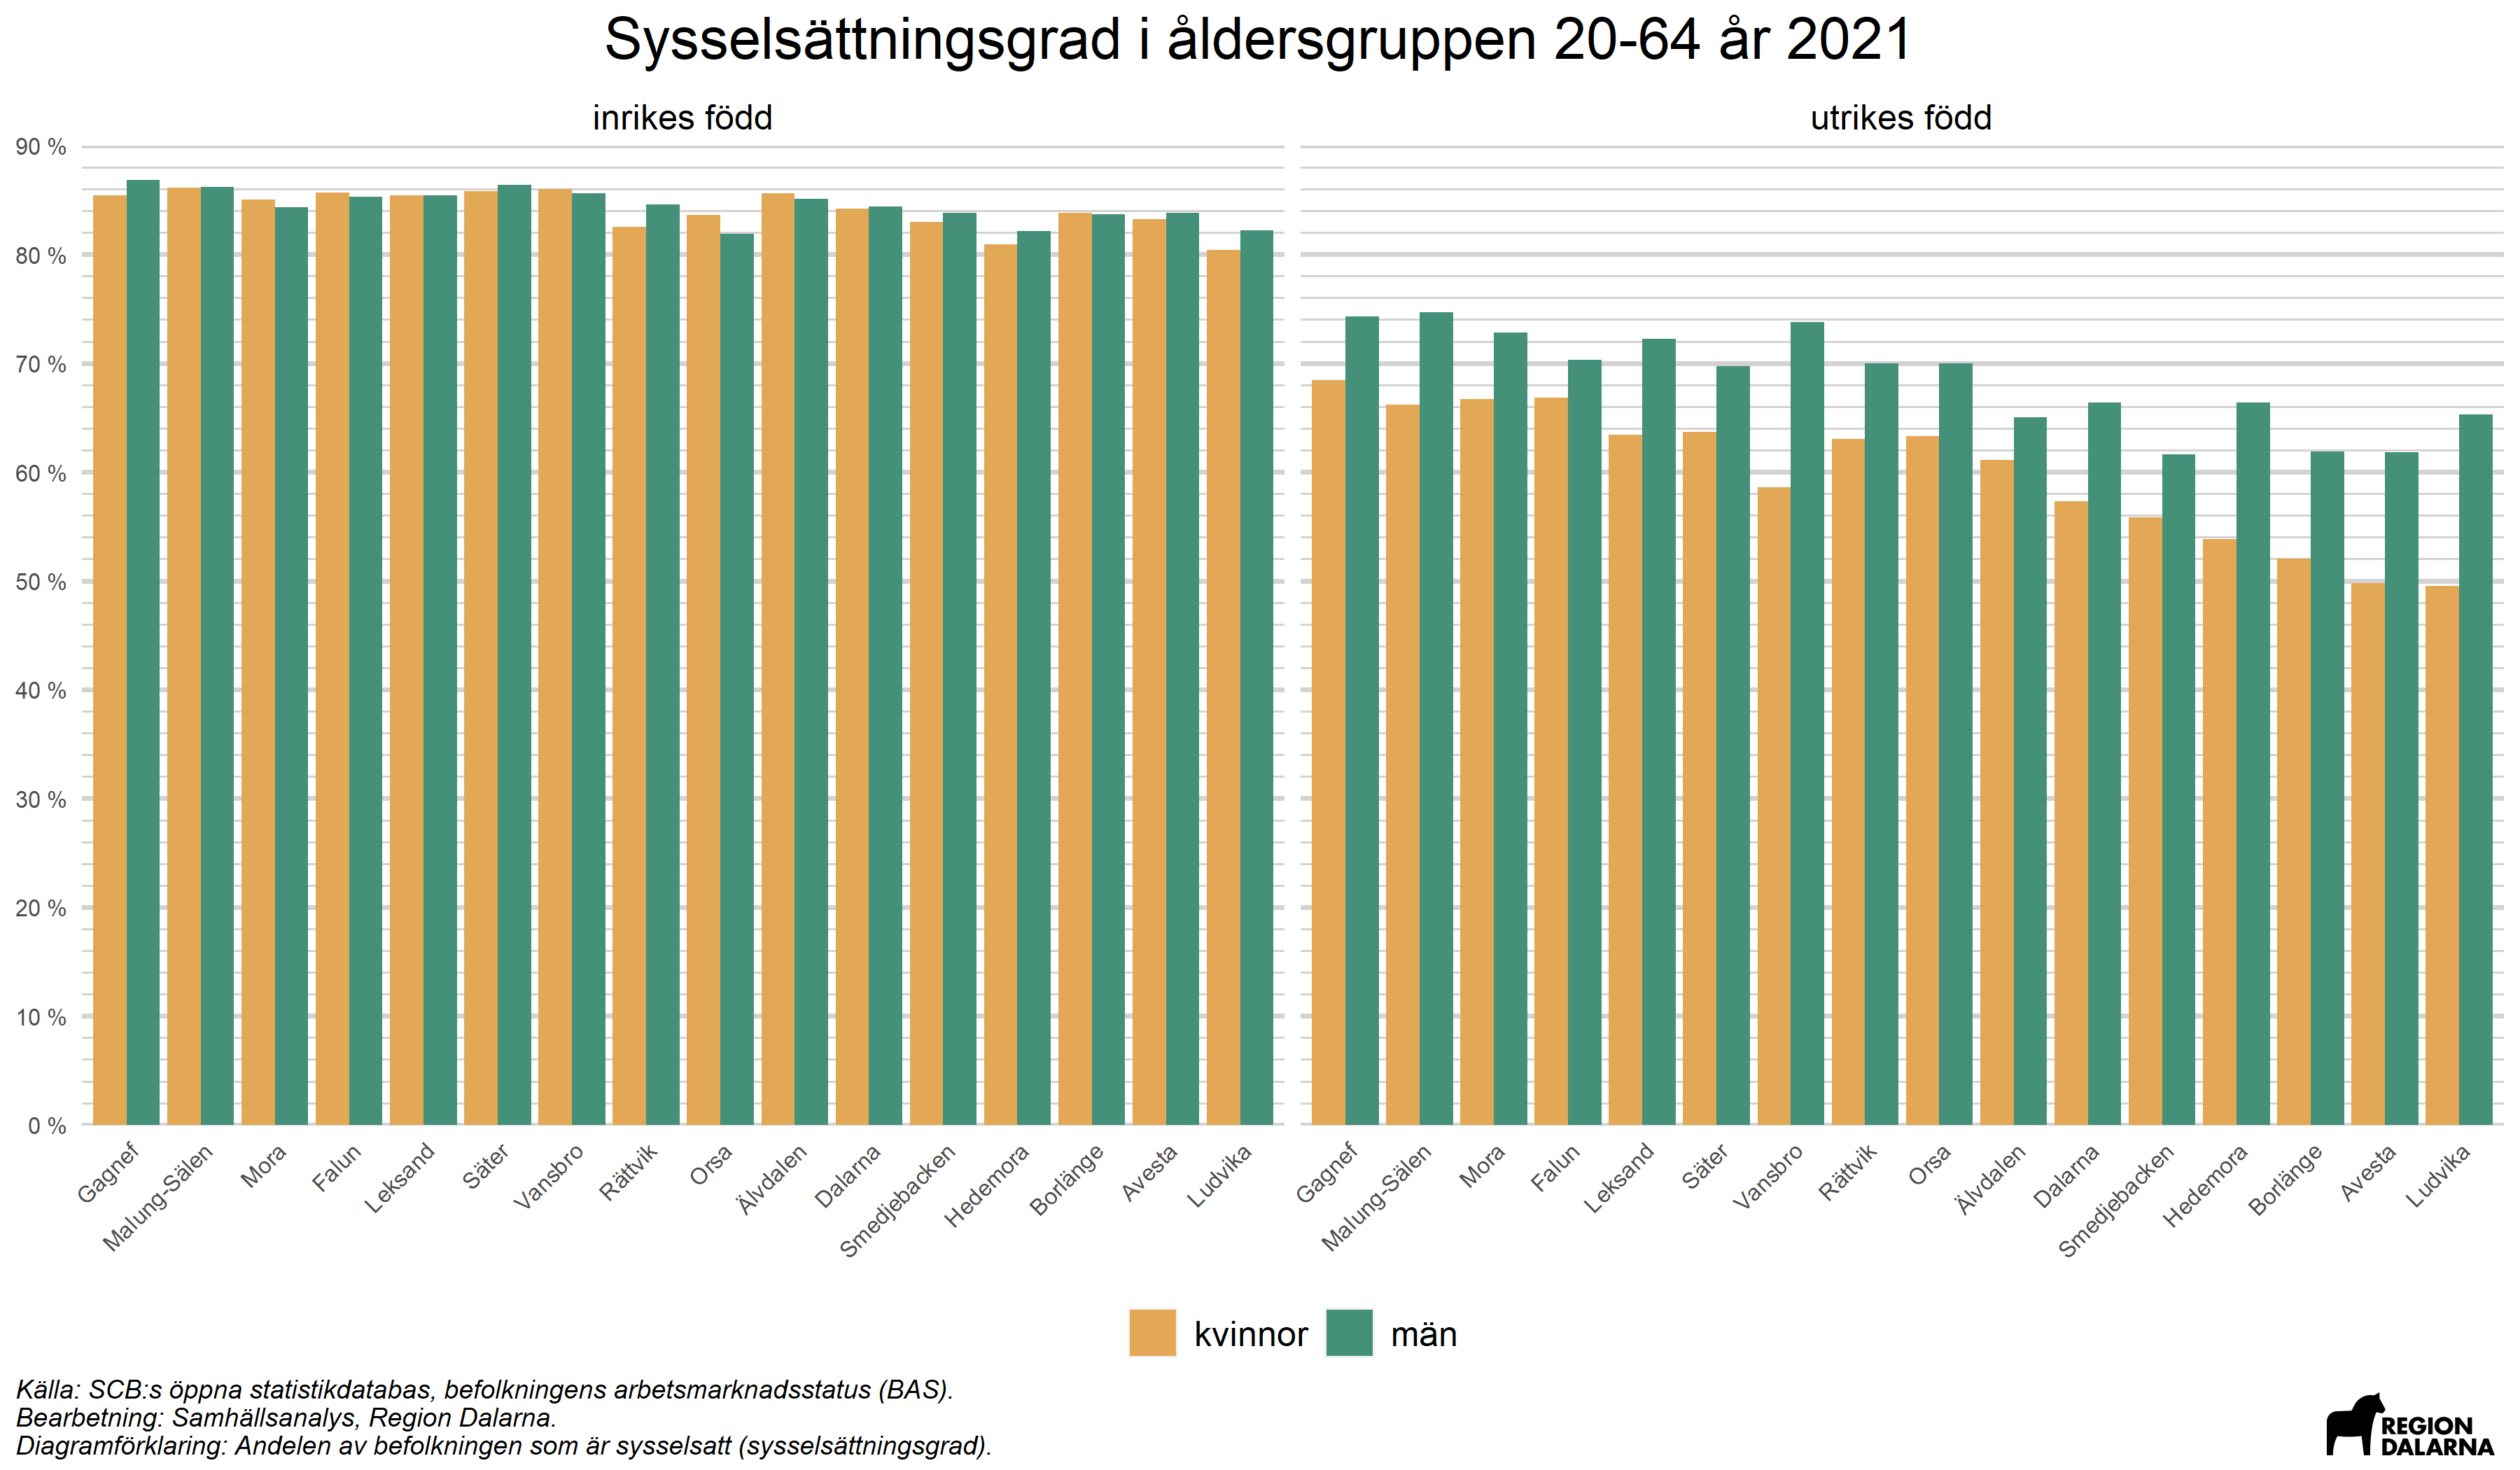 Sysselsättningsgrad i åldersgruppen 20-64 år 2021
inrikes född
utrikes född
90 %
80 %
70 %
60 %
50 %
40 %
30 %
20 %
10 %
0 %
Gagnef
Malung-Sälen
Mora
Falun
Leksand
Säter
Vansbro
Rättvik
Orsa
Älvdalen
Dalarna
Smedjebacken
Hedemora
Borlänge
Avesta
Ludvika
Gagnef
Malung-Sälen
Mora
Falun
Leksand
Säter
Vansbro
Rättvik
Orsa
Älvdalen
Dalarna
Smedjebacken
Hedemora
Borlänge
Avesta
Ludvika
kvinnor
män
Källa: SCB:s öppna statistikdatabas, befolkningens arbetsmarknadsstatus (BAS).
Bearbetning: Samhällsanalys, Region Dalarna.
Diagramförklaring: Andelen av befolkningen som är sysselsatt (sysselsättningsgrad).
REGION
DALARNA